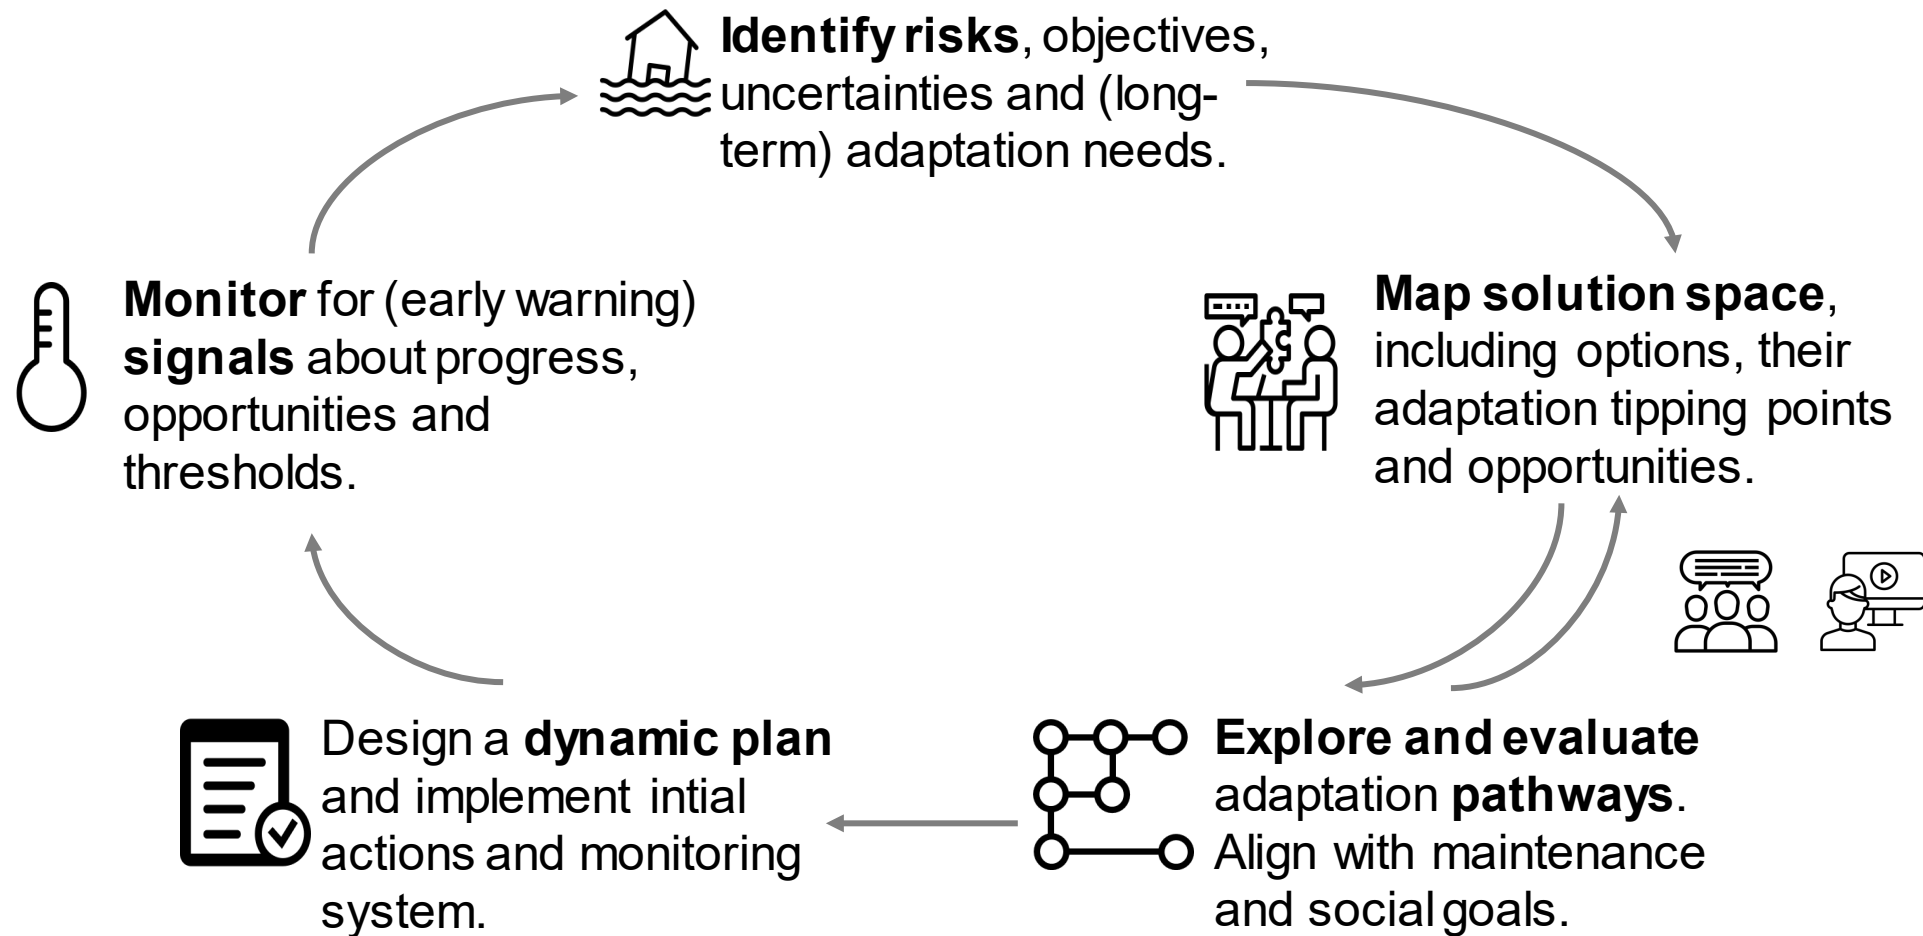 Identify risks, objectives,
uncertainties and (long-
term) adaptation needs.
Map solution space,
including options, their
adaptation tipping points
and opportunities.
Explore and evaluate
adaptation pathways.
Align with maintenance
and social goals.
Design a dynamic plan
and implement intial
actions and monitoring
system.
Monitor for (early warning)
signals about progress,
opportunities and
thresholds.